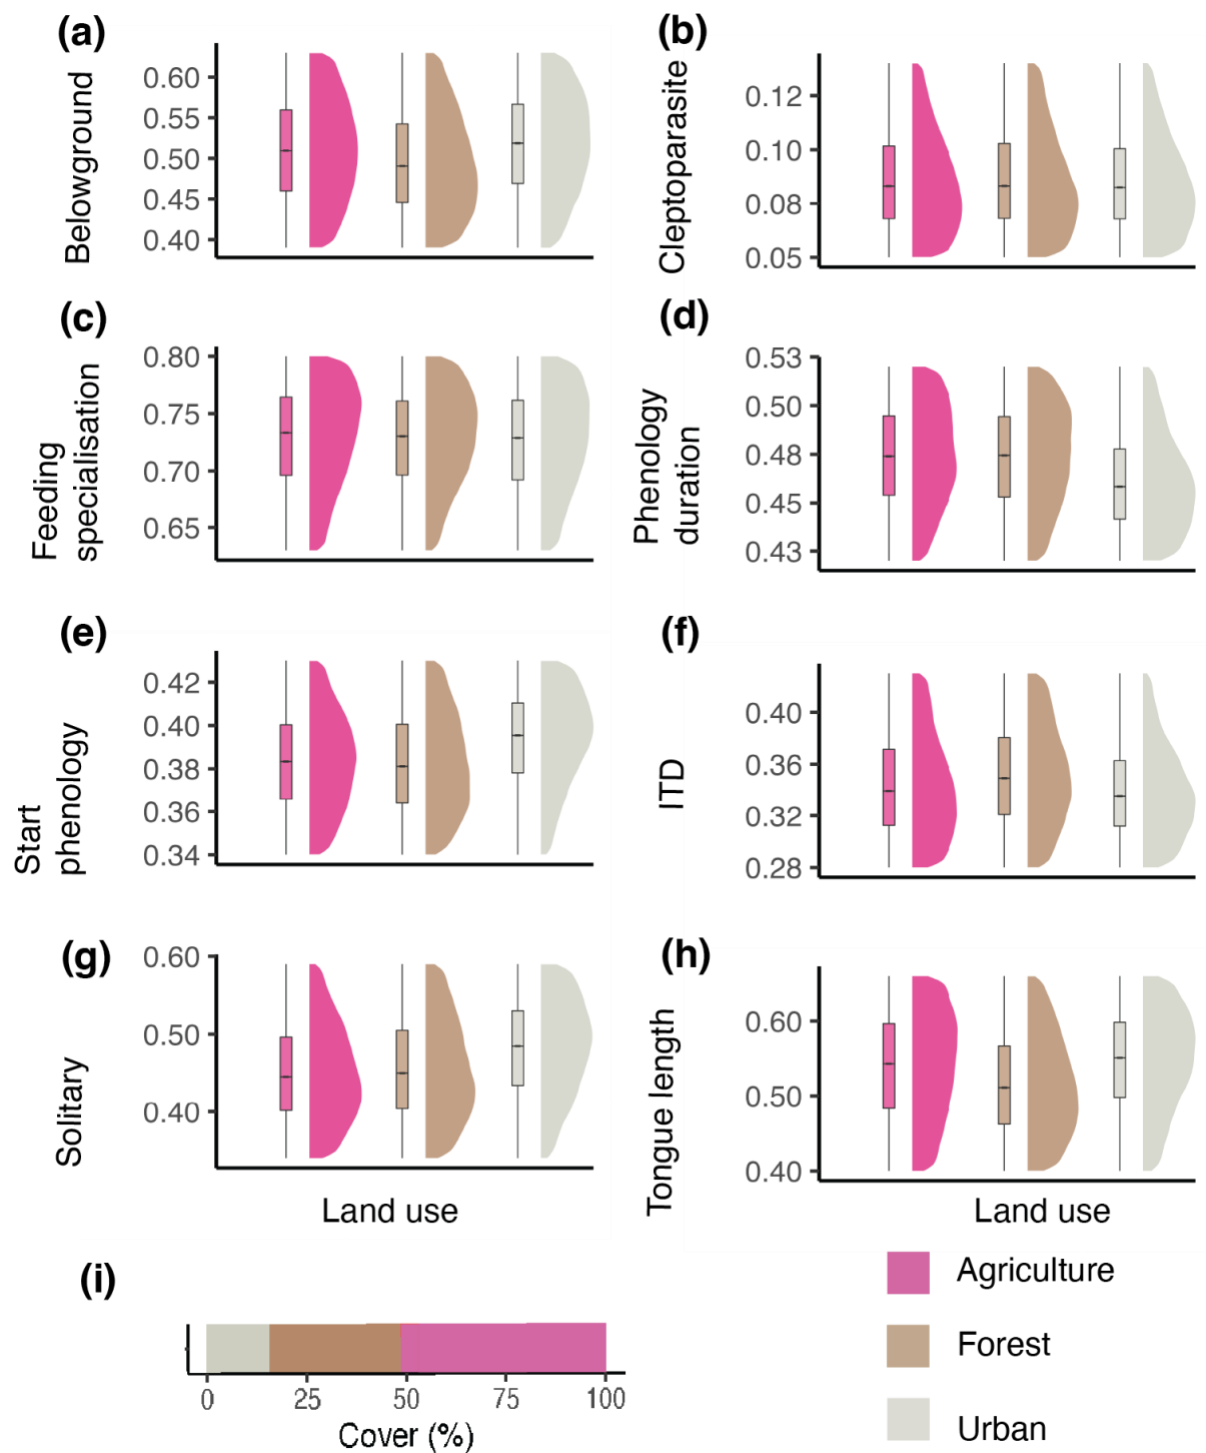 (a)
Belowground
0.60
0.55
0.50
0.45
0.40
(b)
Cleptoparasite
0.12
0.10
0.08
0.05
(c)
Feeding
specialisation
0.80
0.75
0.70
0.65
(d)
Phenology
duration
0.53
0.50
0.48
0.45
0.43
(e)
Start
phenology
0.42
0.40
0.38
0.36
0.34
(f)
ITD
0.40
0.36
0.32
0.28
(g)
Solitary
0.60
0.50
0.40
Land use
(h)
Tongue length
0.60
0.50
0.40
Land use
(i)
0 25 50 75 100
Cover (%)
Agriculture
Forest
Urban